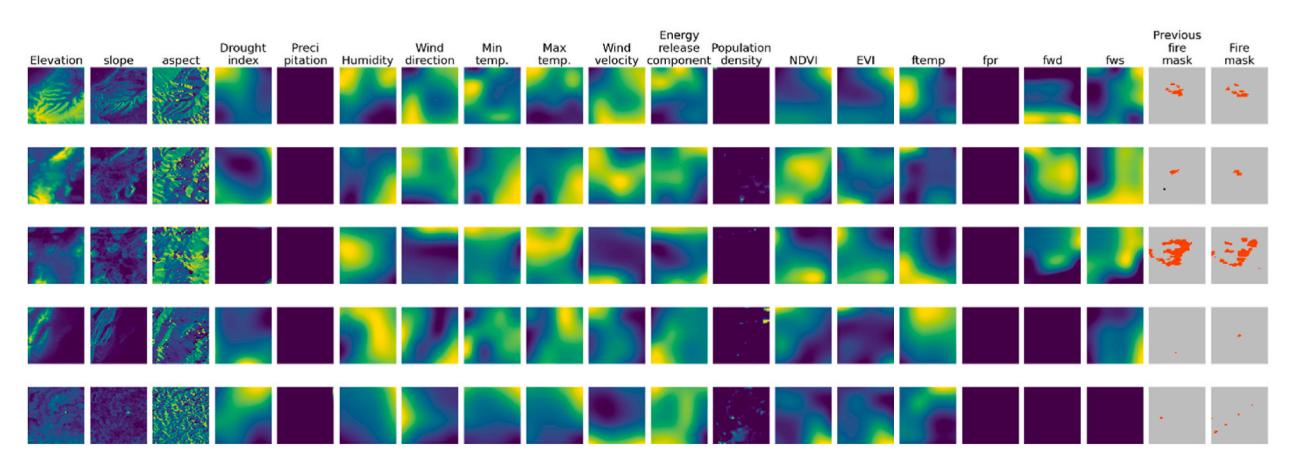 Elevation
slope
aspect
Drought
index
Preci
pitation
Humidity
Wind
direction
Min
temp.
Max
temp.
Wind
velocity
Energy
release
component
Population
density
NDVI
EVI
ftemp
fpr
fwd
fws
Previous
fire
mask
Fire
mask